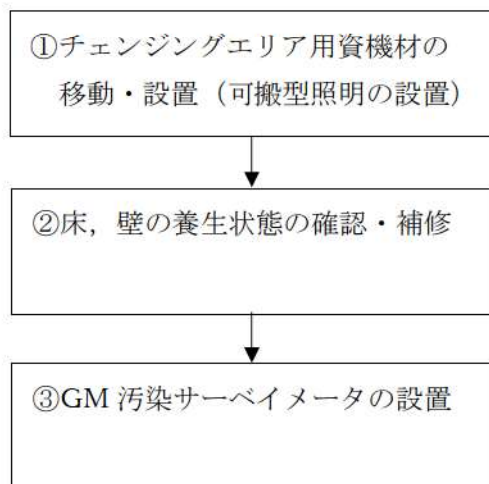 ①チェンジングエリア用資機材の
移動・設置（可搬型照明の設置）
②床，壁の養生状態の確認・補修
③GM 汚染サーベイメータの設置